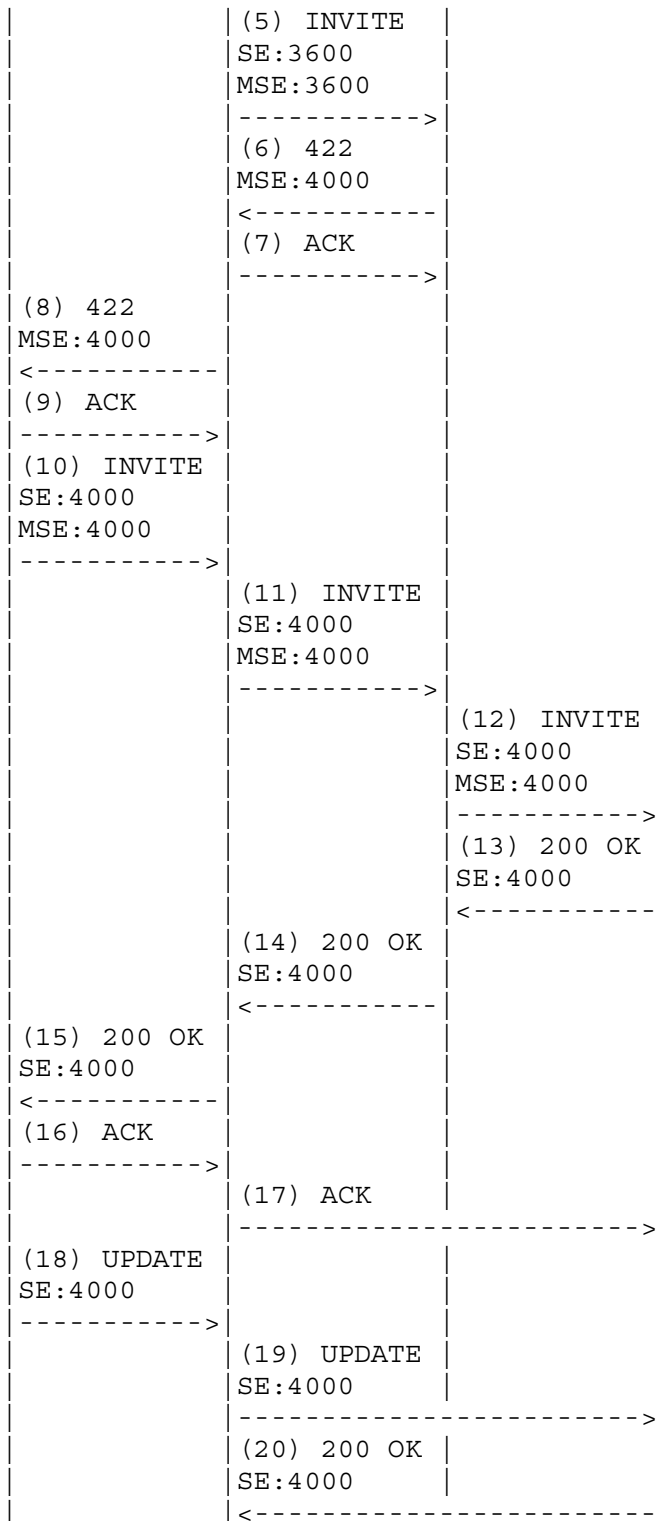 (5) INVITE
SE:3600
MSE:3600
(6) 422
MSE:4000
(7) ACK
(8) 422
MSE:4000
(9) ACK
(10) INVITE
SE:4000
MSE:4000
(11) INVITE
SE:4000
MSE:4000
(12) INVITE
SE:4000
MSE:4000
(13) 200 OK
SE:4000
(14) 200 OK
SE:4000
(15) 200 OK
SE:4000
(16) ACK
(17) ACK
(18) UPDATE
SE:4000
(19) UPDATE
SE:4000
(20) 200 OK
SE:4000